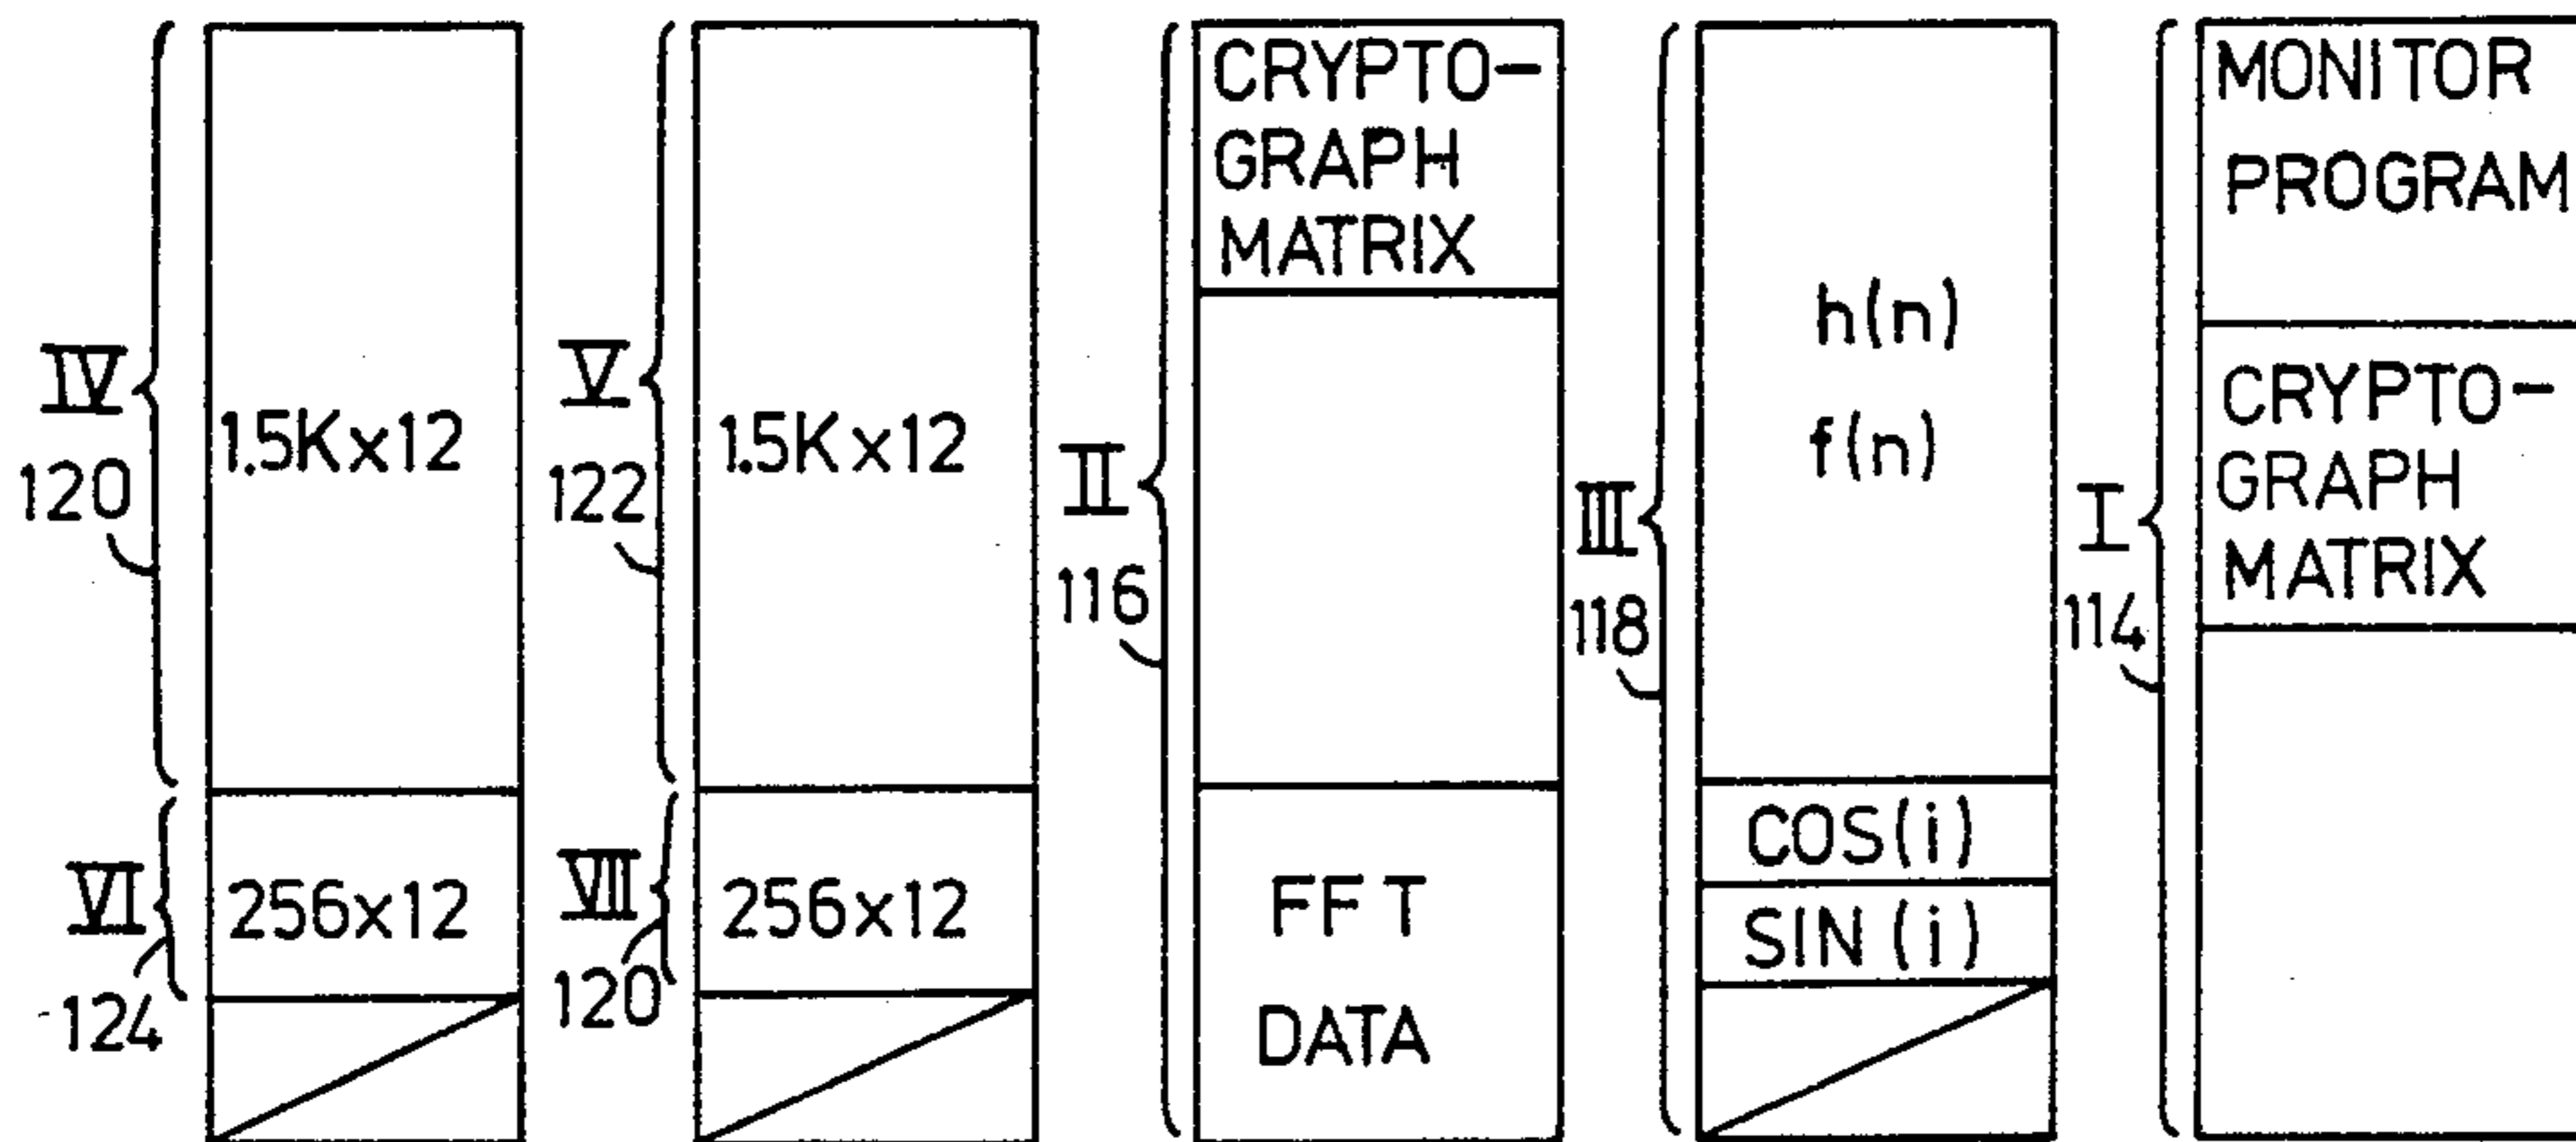 IV
120
1.5Kx12
VI
124
256x12
V
122
1.5Kx12
VII
120
256x12
II
116
CRYPTO-
GRAPH
MATRIX
FFT
DATA
III
118
h(n)
f(n)
COS(i)
SIN(i)
I
114
MONITOR
PROGRAM
CRYPTO-
GRAPH
MATRIX